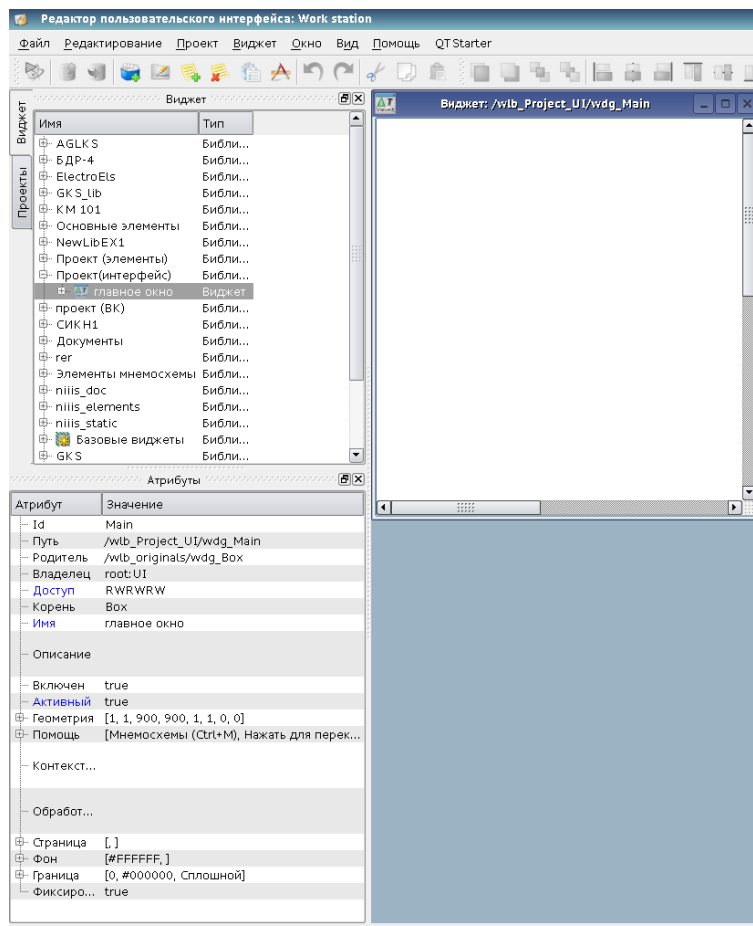 Редактор пользовательского интерфейса: Work station
Файл Редактирование Проект Виджет Окно Вид Помощь QTStarter
Виджет
Виджет
Проекты
Имя Тип
AGLKS Библи...
БДР-4 Библи...
ElectroEls Библи...
GKS_lib Библи...
КМ 101 Библи...
Основные элементы Библи...
NewLibEX1 Библи...
Проект (элементы) Библи...
Проект(интерфейс) Библи...
главное окно Виджет
проект (ВК) Библи...
СИКН1 Библи...
Документы Библи...
rer Библи...
Элементы мнемосхемы Библи...
niiis_doc Библи...
niiis_elements Библи...
niiis_static Библи...
Базовые виджеты Библи...
GKS Библи...
Виджет: /wlb_Project_UI/wdg_Main
Атрибуты
Атрибут Значение
Id Main
Путь /wlb_Project_UI/wdg_Main
Родитель /wlb_originals/wdg_Box
Владелец root:UI
Доступ RWRWRW
Корень Box
Имя главное окно
Описание
Включен true
Активный true
Геометрия [1, 1, 900, 900, 1, 1, 0, 0]
Помощь [Мнемосхемы (Ctrl+M), Нажать для перек...
Контекст...
Обработ...
Страница [, ]
Фон [#FFFFFF, ]
Граница [0, #000000, Сплошной]
Фиксиро... true